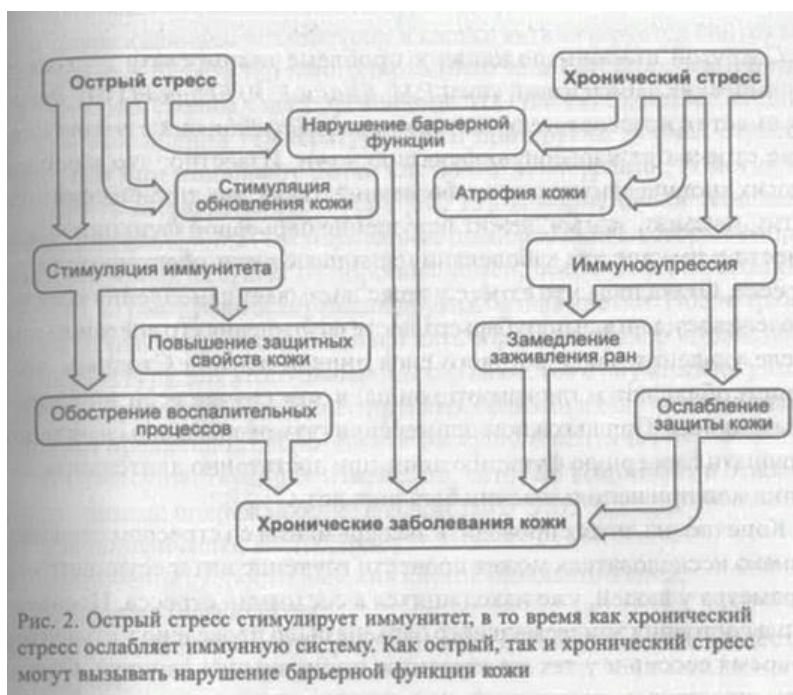 Острый стресс
Хронический стресс
Нарушение барьерной
функции
Стимуляция
обновления кожи
Атрофия кожи
Стимуляция иммунитета
Иммуносупрессия
Повышение защитных
свойств кожи
Замедление
заживления ран
Обострение воспалительных
процессов
Ослабление
защиты кожи
Хронические заболевания кожи
Рис. 2. Острый стресс стимулирует иммунитет, в то время как хронический
стресс ослабляет иммунную систему. Как острый, так и хронический стресс
могут вызывать нарушение барьерной функции кожи